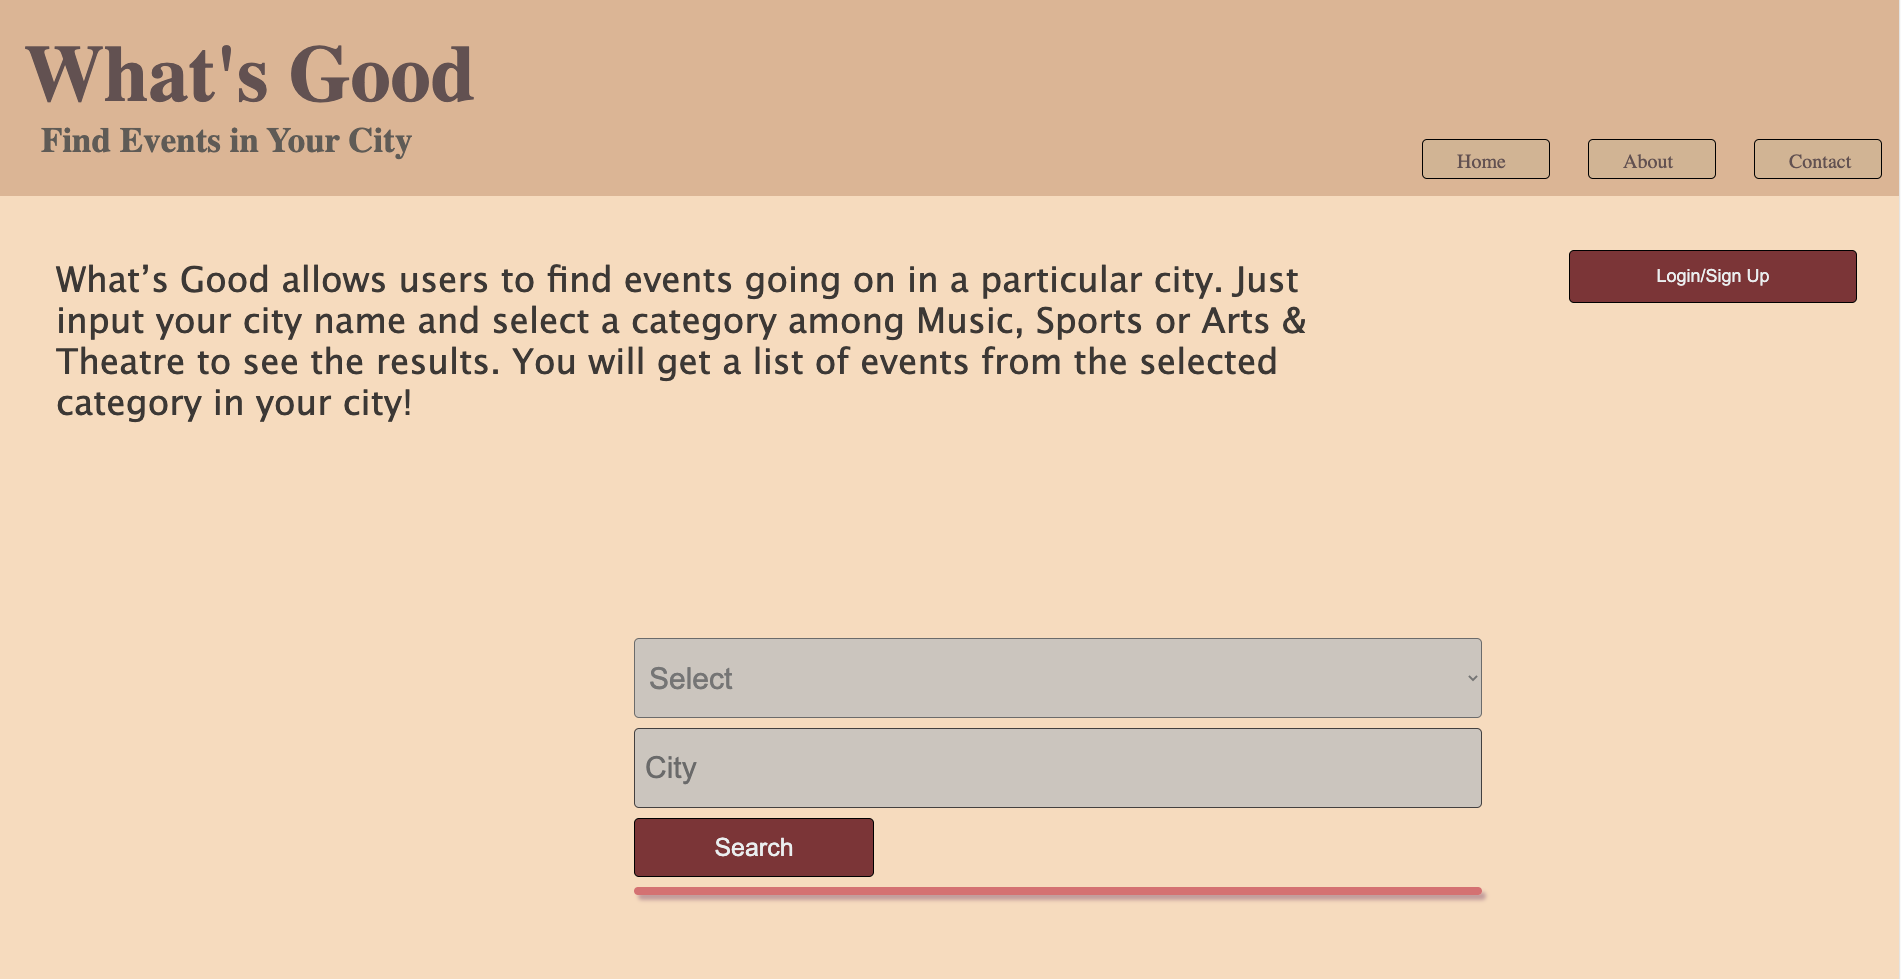 What's Good
Find Events in Your City
Home
About
Contact
What’s Good allows users to find events going on in a particular city. Just
input your city name and select a category among Music, Sports or Arts &
Theatre to see the results. You will get a list of events from the selected
category in your city!
Login/Sign Up
Select
City
Search